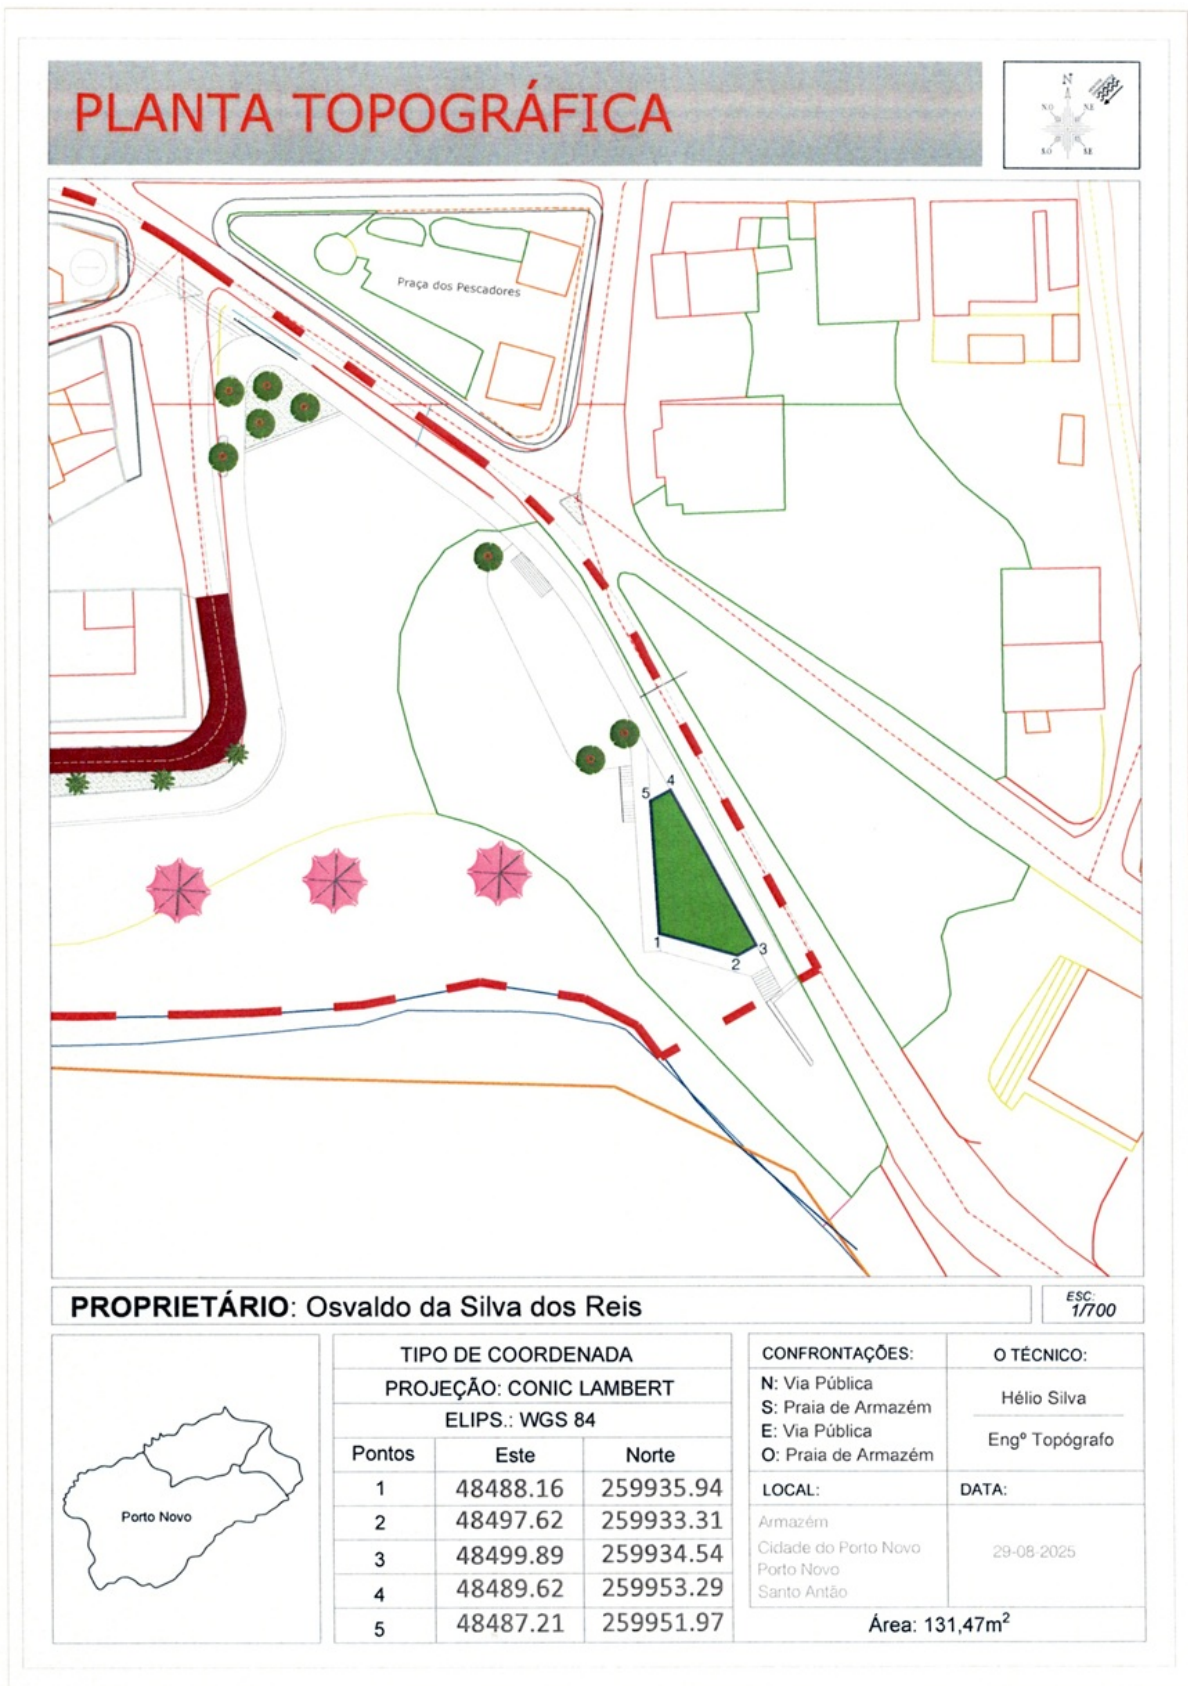 PLANTA TOPOGRÁFICA
N
N.O N.E
S.O S.E
Praça dos Pescadores
4
5
1
3
2
PROPRIETÁRIO: Osvaldo da Silva dos Reis
ESC:
1/700
Porto Novo
TIPO DE COORDENADA
PROJEÇÃO: CONIC LAMBERT
ELIPS.: WGS 84
Pontos Este Norte
1 48488.16 259935.94
2 48497.62 259933.31
3 48499.89 259934.54
4 48489.62 259953.29
5 48487.21 259951.97
CONFRONTAÇÕES:
N: Via Pública
S: Praia de Armazém
E: Via Pública
O: Praia de Armazém
O TÉCNICO:
Hélio Silva
Engº Topógrafo
LOCAL:
Armazém
Cidade do Porto Novo
Porto Novo
Santo Antão
DATA:
29-08-2025
Área: 131,47m²